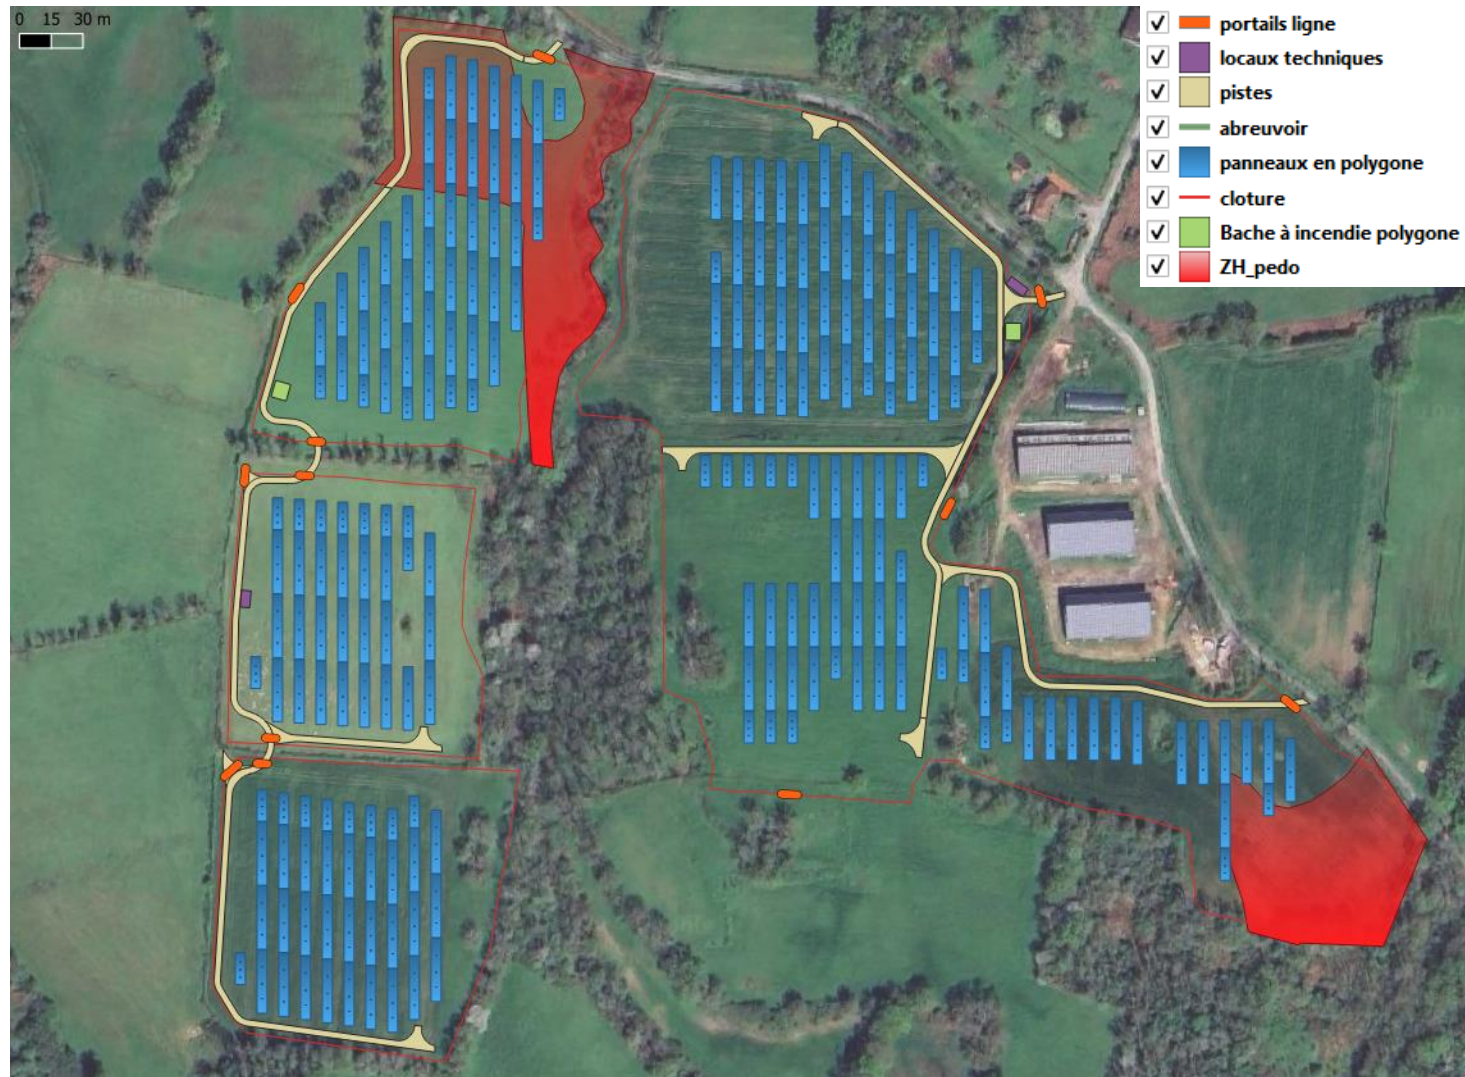 0 15 30 m
portails ligne
locaux techniques
pistes
abreuvoir
panneaux en polygone
cloture
Bache à incendie polygone
ZH_pedo